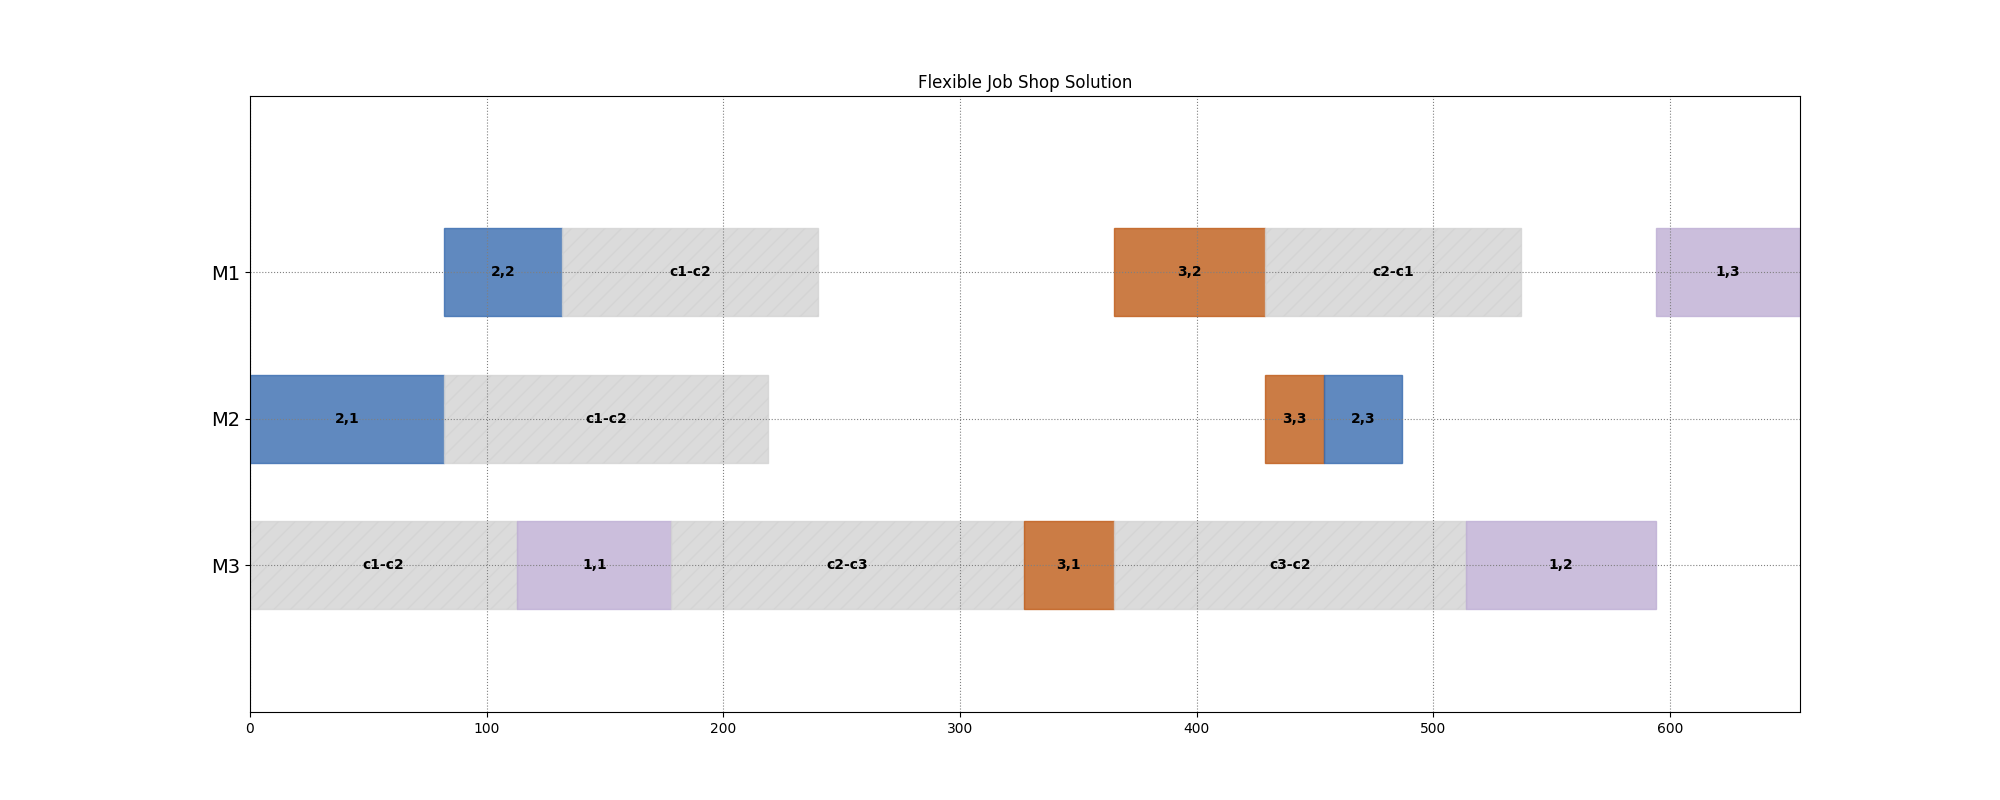 Flexible Job Shop Solution
M1
2,2
c1-c2
3,2
c2-c1
1,3
M2
2,1
c1-c2
3,3
2,3
M3
c1-c2
1,1
c2-c3
3,1
c3-c2
1,2
0 100 200 300 400 500 600